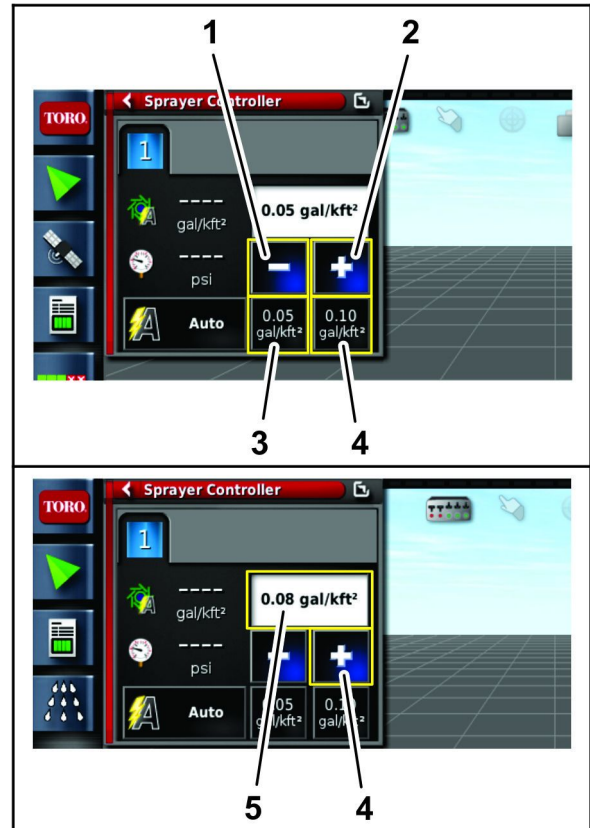 1 2
Sprayer Controller
TORO.
1
----
gal/kft²
0.05 gal/kft²
----
psi
- +
A Auto
0.05
gal/kft²
0.10
gal/kft²
3 4
Sprayer Controller
TORO.
1
----
gal/kft²
0.08 gal/kft²
----
psi
+
A Auto
gal/kft²
5 4